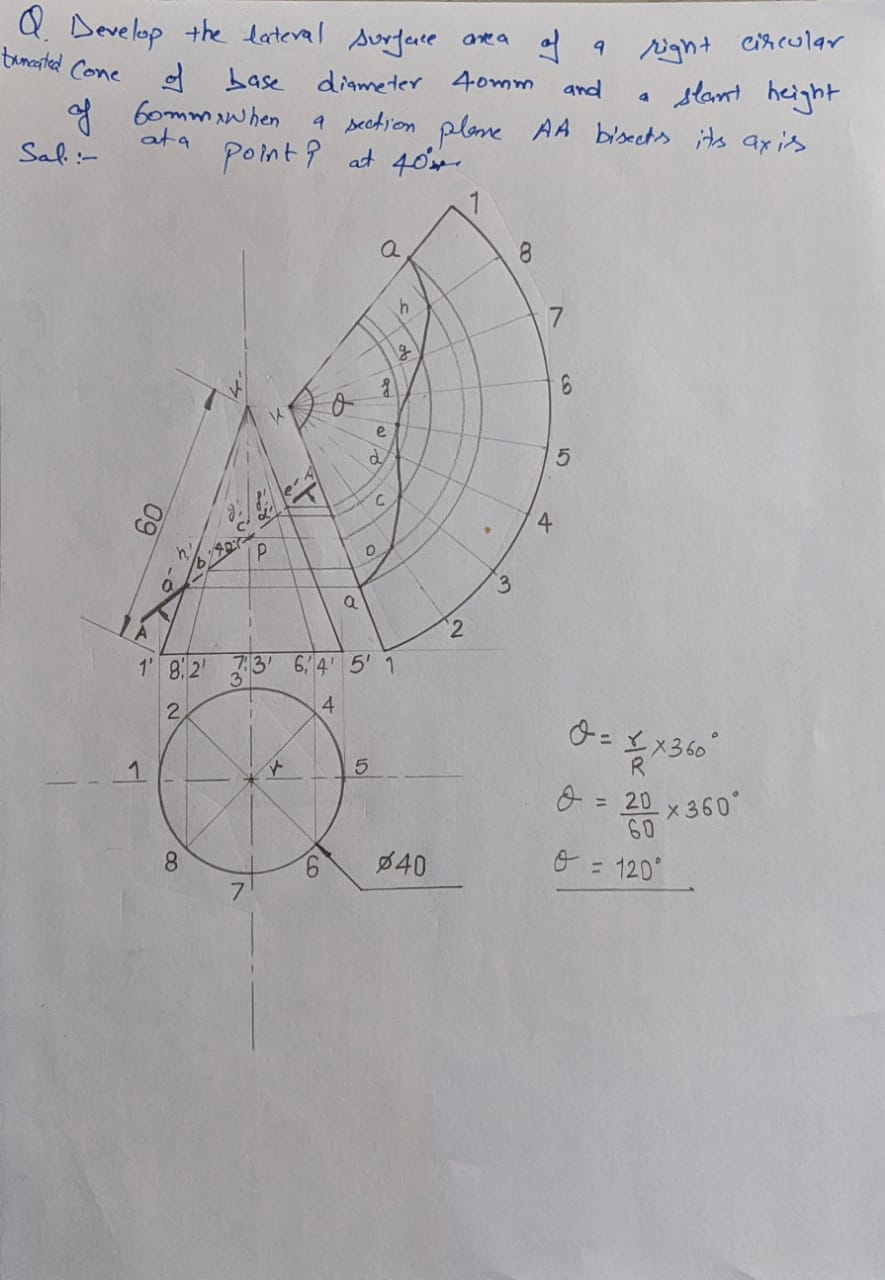 Q. Develop the lateral surface area of a right circular
truncated Cone of base diameter 40mm and a slant height
of 60mm when a section plane AA bisects its axis
Sol.:- at a point P at 40°
1
a
8
h
7
g
k'
k
θ
f
6
e
5
d
e'
A
60
g'
f'
d'
c
c'
4
h'
b'
40°
P
b
a'
3
a
A
2
1' 8' 2' 7' 3' 6' 4' 5' 1
3
2
4
1
r
5
8
6
ø40
7
θ = r/R ×360°
θ = 20/60 ×360°
θ = 120°